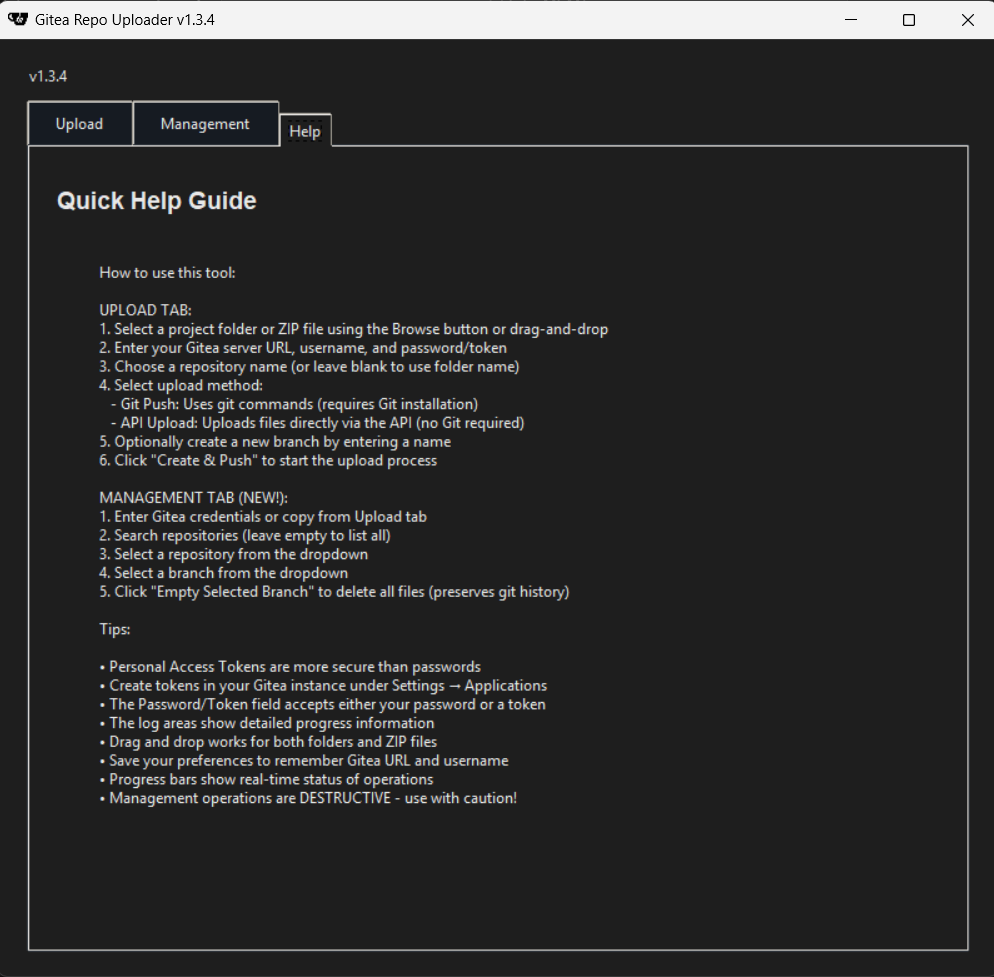 Gitea Repo Uploader v1.3.4
v1.3.4
Upload
Management
Help
Quick Help Guide
How to use this tool:
UPLOAD TAB:
1. Select a project folder or ZIP file using the Browse button or drag-and-drop
2. Enter your Gitea server URL, username, and password/token
3. Choose a repository name (or leave blank to use folder name)
4. Select upload method:
- Git Push: Uses git commands (requires Git installation)
- API Upload: Uploads files directly via the API (no Git required)
5. Optionally create a new branch by entering a name
6. Click "Create & Push" to start the upload process
MANAGEMENT TAB (NEW!):
1. Enter Gitea credentials or copy from Upload tab
2. Search repositories (leave empty to list all)
3. Select a repository from the dropdown
4. Select a branch from the dropdown
5. Click "Empty Selected Branch" to delete all files (preserves git history)
Tips:
• Personal Access Tokens are more secure than passwords
• Create tokens in your Gitea instance under Settings → Applications
• The Password/Token field accepts either your password or a token
• The log areas show detailed progress information
• Drag and drop works for both folders and ZIP files
• Save your preferences to remember Gitea URL and username
• Progress bars show real-time status of operations
• Management operations are DESTRUCTIVE - use with caution!